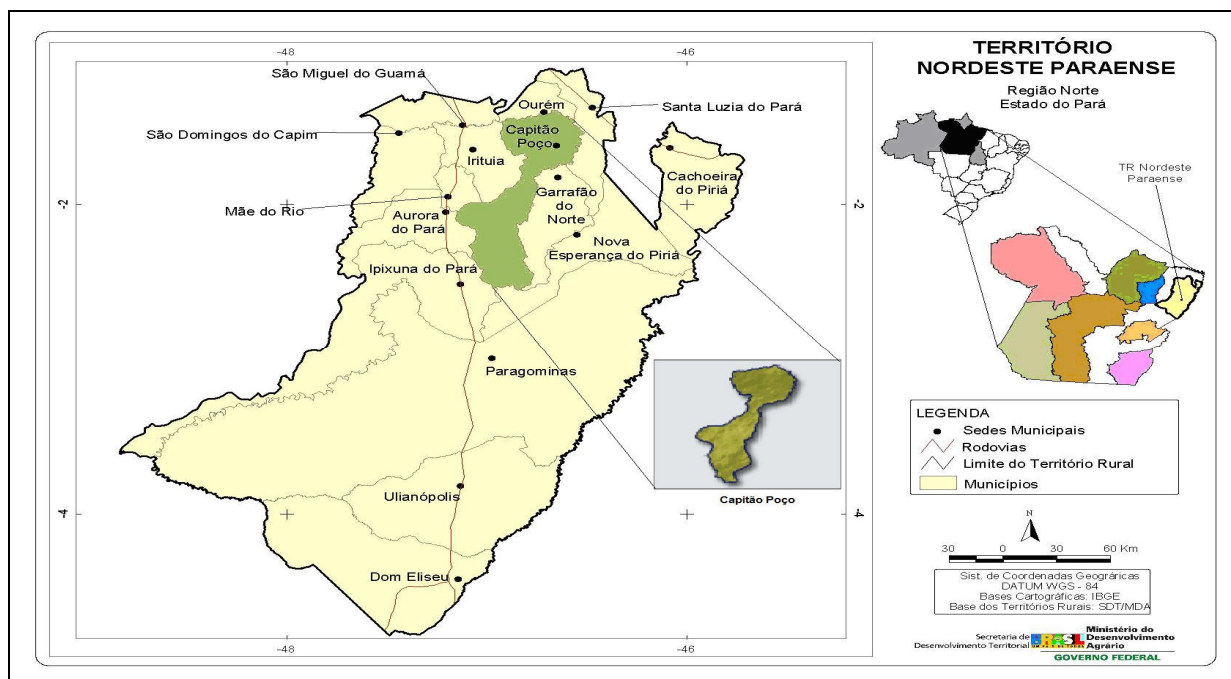 -48
-46
São Miguel do Guamá
Ourém
Santa Luzia do Pará
São Domingos do Capim
Capitão
Poço
Irituia
Cachoeira
do Piriá
Garrafão
do
Norte
-2
-2
Mãe do Rio
Aurora
do Pará
Nova
Esperança do Piriá
Ipixuna do Pará
Paragominas
Ulianópolis
Capitão Poço
-4
-4
Dom Eliseu
-48
-46
TERRITÓRIO
NORDESTE PARAENSE
Região Norte
Estado do Pará
TR Nordeste
Paraense
LEGENDA
Sedes Municipais
Rodovias
Limite do Território Rural
Municípios
N
30 0 30 60 Km
Sist. de Coordenadas Geográficas
DATUM WGS - 84
Bases Cartográficas: IBGE
Base dos Territórios Rurais: SDT/MDA
Secretaria de
Desenvolvimento Territorial
BRASIL
Ministério do
Desenvolvimento
Agrário
GOVERNO FEDERAL